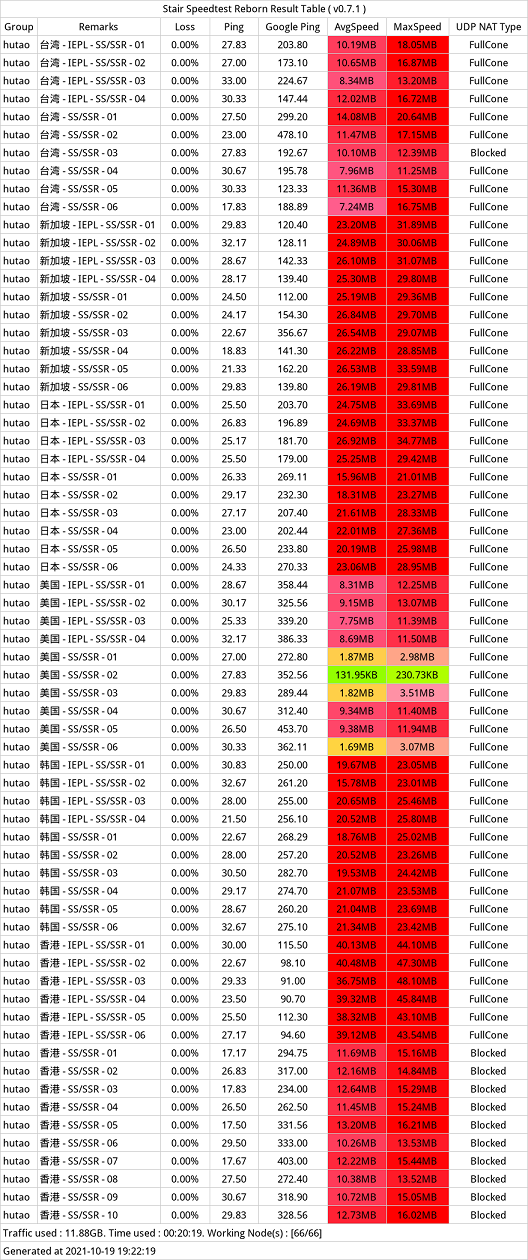 Stair Speedtest Reborn Result Table ( v0.7.1 )
Group Remarks Loss Ping Google Ping AvgSpeed MaxSpeed UDP NAT Type
hutao 台湾 - IEPL - SS/SSR - 01 0.00% 27.83 203.80 10.19MB 18.05MB FullCone
hutao 台湾 - IEPL - SS/SSR - 02 0.00% 27.00 173.10 10.65MB 16.87MB FullCone
hutao 台湾 - IEPL - SS/SSR - 03 0.00% 33.00 224.67 8.34MB 13.20MB FullCone
hutao 台湾 - IEPL - SS/SSR - 04 0.00% 30.33 147.44 12.02MB 16.72MB FullCone
hutao 台湾 - SS/SSR - 01 0.00% 27.50 299.20 14.08MB 20.64MB FullCone
hutao 台湾 - SS/SSR - 02 0.00% 23.00 478.10 11.47MB 17.15MB FullCone
hutao 台湾 - SS/SSR - 03 0.00% 27.83 192.67 10.10MB 12.39MB Blocked
hutao 台湾 - SS/SSR - 04 0.00% 30.67 195.78 7.96MB 11.25MB FullCone
hutao 台湾 - SS/SSR - 05 0.00% 30.33 123.33 11.36MB 15.30MB FullCone
hutao 台湾 - SS/SSR - 06 0.00% 17.83 188.89 7.24MB 16.75MB FullCone
hutao 新加坡 - IEPL - SS/SSR - 01 0.00% 29.83 120.40 23.20MB 31.89MB FullCone
hutao 新加坡 - IEPL - SS/SSR - 02 0.00% 32.17 128.11 24.89MB 30.06MB FullCone
hutao 新加坡 - IEPL - SS/SSR - 03 0.00% 28.67 142.33 26.10MB 31.07MB FullCone
hutao 新加坡 - IEPL - SS/SSR - 04 0.00% 28.17 139.40 25.30MB 29.80MB FullCone
hutao 新加坡 - SS/SSR - 01 0.00% 24.50 112.00 25.19MB 29.36MB FullCone
hutao 新加坡 - SS/SSR - 02 0.00% 24.17 154.30 26.84MB 29.70MB FullCone
hutao 新加坡 - SS/SSR - 03 0.00% 22.67 356.67 26.54MB 29.07MB FullCone
hutao 新加坡 - SS/SSR - 04 0.00% 18.83 141.30 26.22MB 28.85MB FullCone
hutao 新加坡 - SS/SSR - 05 0.00% 21.33 162.20 26.53MB 33.59MB FullCone
hutao 新加坡 - SS/SSR - 06 0.00% 29.83 139.80 26.19MB 29.81MB FullCone
hutao 日本 - IEPL - SS/SSR - 01 0.00% 25.50 203.70 24.75MB 33.69MB FullCone
hutao 日本 - IEPL - SS/SSR - 02 0.00% 26.83 196.89 24.69MB 33.37MB FullCone
hutao 日本 - IEPL - SS/SSR - 03 0.00% 25.17 181.70 26.92MB 34.77MB FullCone
hutao 日本 - IEPL - SS/SSR - 04 0.00% 25.50 179.00 25.25MB 29.42MB FullCone
hutao 日本 - SS/SSR - 01 0.00% 26.33 269.11 15.96MB 21.01MB FullCone
hutao 日本 - SS/SSR - 02 0.00% 29.17 232.30 18.31MB 23.27MB FullCone
hutao 日本 - SS/SSR - 03 0.00% 27.17 207.40 21.61MB 28.33MB FullCone
hutao 日本 - SS/SSR - 04 0.00% 23.00 202.44 22.01MB 27.36MB FullCone
hutao 日本 - SS/SSR - 05 0.00% 26.50 233.80 20.19MB 25.98MB FullCone
hutao 日本 - SS/SSR - 06 0.00% 24.33 270.33 23.06MB 28.95MB FullCone
hutao 美国 - IEPL - SS/SSR - 01 0.00% 28.67 358.44 8.31MB 12.25MB FullCone
hutao 美国 - IEPL - SS/SSR - 02 0.00% 30.17 325.56 9.15MB 13.07MB FullCone
hutao 美国 - IEPL - SS/SSR - 03 0.00% 25.33 339.20 7.75MB 11.39MB FullCone
hutao 美国 - IEPL - SS/SSR - 04 0.00% 32.17 386.33 8.69MB 11.50MB FullCone
hutao 美国 - SS/SSR - 01 0.00% 27.00 272.80 1.87MB 2.98MB FullCone
hutao 美国 - SS/SSR - 02 0.00% 27.83 352.56 131.95KB 230.73KB FullCone
hutao 美国 - SS/SSR - 03 0.00% 29.83 289.44 1.82MB 3.51MB FullCone
hutao 美国 - SS/SSR - 04 0.00% 30.67 312.40 9.34MB 11.40MB FullCone
hutao 美国 - SS/SSR - 05 0.00% 26.50 453.70 9.38MB 11.94MB FullCone
hutao 美国 - SS/SSR - 06 0.00% 30.33 362.11 1.69MB 3.07MB FullCone
hutao 韩国 - IEPL - SS/SSR - 01 0.00% 30.83 250.00 19.67MB 23.05MB FullCone
hutao 韩国 - IEPL - SS/SSR - 02 0.00% 32.67 261.20 15.78MB 23.01MB FullCone
hutao 韩国 - IEPL - SS/SSR - 03 0.00% 28.00 255.00 20.65MB 25.46MB FullCone
hutao 韩国 - IEPL - SS/SSR - 04 0.00% 21.50 256.10 20.52MB 25.80MB FullCone
hutao 韩国 - SS/SSR - 01 0.00% 22.67 268.29 18.76MB 25.02MB FullCone
hutao 韩国 - SS/SSR - 02 0.00% 28.00 257.20 20.52MB 23.26MB FullCone
hutao 韩国 - SS/SSR - 03 0.00% 30.50 282.70 19.53MB 24.42MB FullCone
hutao 韩国 - SS/SSR - 04 0.00% 29.17 274.70 21.07MB 23.53MB FullCone
hutao 韩国 - SS/SSR - 05 0.00% 28.67 260.20 21.04MB 23.69MB FullCone
hutao 韩国 - SS/SSR - 06 0.00% 32.67 275.10 21.34MB 23.42MB FullCone
hutao 香港 - IEPL - SS/SSR - 01 0.00% 30.00 115.50 40.13MB 44.10MB FullCone
hutao 香港 - IEPL - SS/SSR - 02 0.00% 22.67 98.10 40.48MB 47.30MB FullCone
hutao 香港 - IEPL - SS/SSR - 03 0.00% 29.33 91.00 36.75MB 48.10MB FullCone
hutao 香港 - IEPL - SS/SSR - 04 0.00% 23.50 90.70 39.32MB 45.84MB FullCone
hutao 香港 - IEPL - SS/SSR - 05 0.00% 25.50 112.30 38.32MB 43.10MB FullCone
hutao 香港 - IEPL - SS/SSR - 06 0.00% 27.17 94.60 39.12MB 43.54MB FullCone
hutao 香港 - SS/SSR - 01 0.00% 17.17 294.75 11.69MB 15.16MB Blocked
hutao 香港 - SS/SSR - 02 0.00% 26.83 317.00 12.16MB 14.84MB Blocked
hutao 香港 - SS/SSR - 03 0.00% 17.83 234.00 12.64MB 15.29MB Blocked
hutao 香港 - SS/SSR - 04 0.00% 26.50 262.50 11.45MB 15.24MB Blocked
hutao 香港 - SS/SSR - 05 0.00% 17.50 331.56 13.20MB 16.21MB Blocked
hutao 香港 - SS/SSR - 06 0.00% 29.50 333.00 10.26MB 13.53MB Blocked
hutao 香港 - SS/SSR - 07 0.00% 17.67 403.00 12.22MB 15.44MB Blocked
hutao 香港 - SS/SSR - 08 0.00% 27.50 272.40 10.38MB 13.52MB Blocked
hutao 香港 - SS/SSR - 09 0.00% 30.67 318.90 10.72MB 15.05MB Blocked
hutao 香港 - SS/SSR - 10 0.00% 29.83 328.56 12.73MB 16.02MB Blocked
Traffic used : 11.88GB. Time used : 00:20:19. Working Node(s) : [66/66]
Generated at 2021-10-19 19:22:19